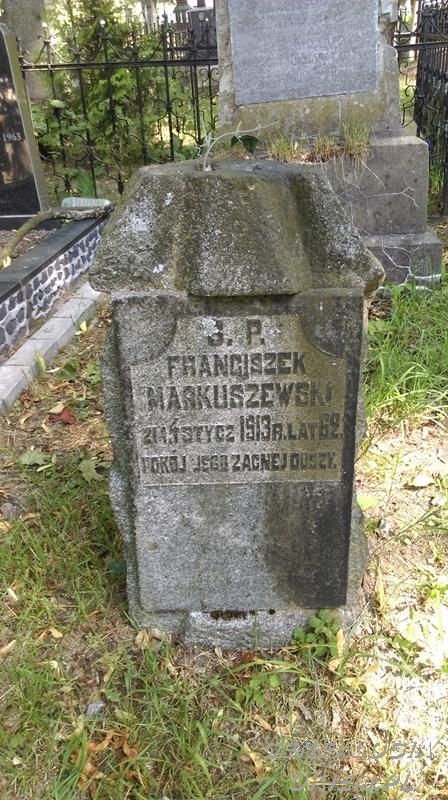 Ś. P.
FRANCISZEK
MARKUSZEWSKI
ZM. 4 STYCZ 1913 R. LAT 62.
POKÓJ JEGO ZACNEJ DUSZY.
1963